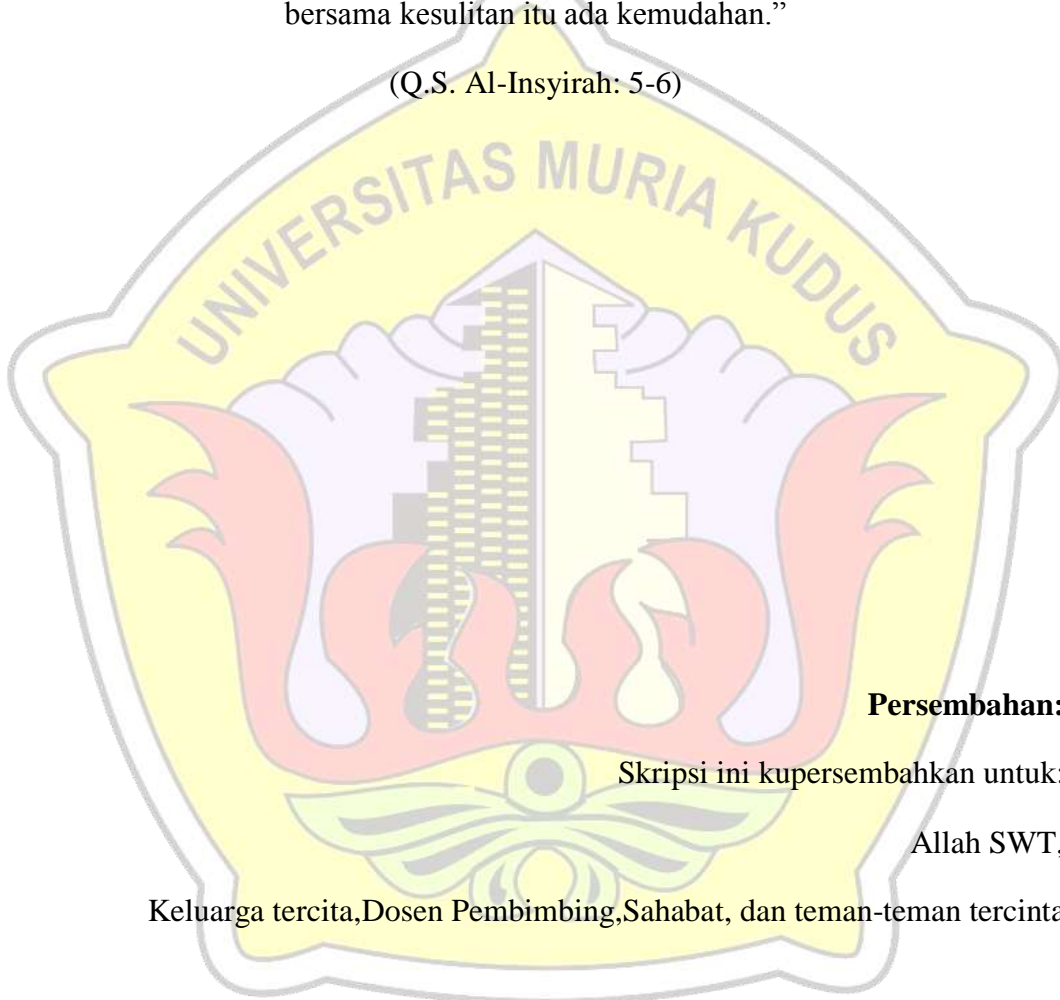 bersama kesulitan itu ada kemudahan.”
(Q.S. Al-Insyirah: 5-6)
UNIVERSITAS MURIA KUDUS
Persembahan:
Skripsi ini kupersembahkan untuk:
Allah SWT,
Keluarga tercita,Dosen Pembimbing,Sahabat, dan teman-teman tercinta